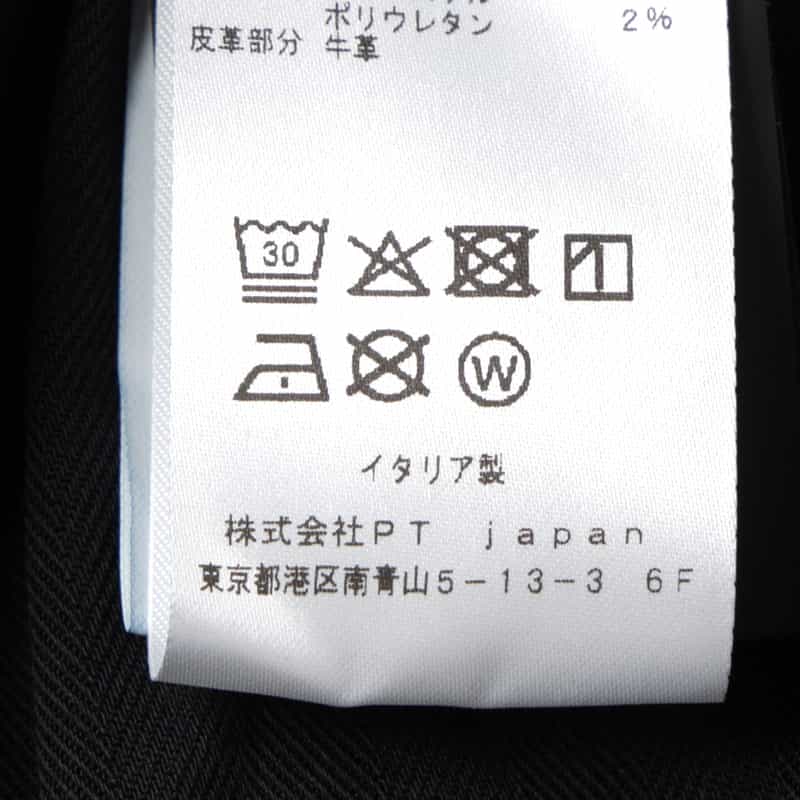 ポリウレタン 2%
皮革部分 牛革
30
W
イタリア製
株式会社PT japan
東京都港区南青山5-13-3 6F